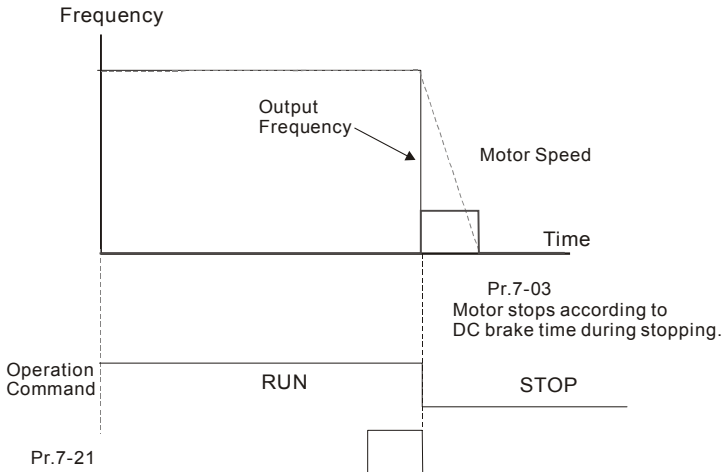 Frequency
Output
Frequency
Motor Speed
Time
Pr.7-03
Motor stops according to
DC brake time during stopping.
Operation
Command
RUN
STOP
Pr.7-21